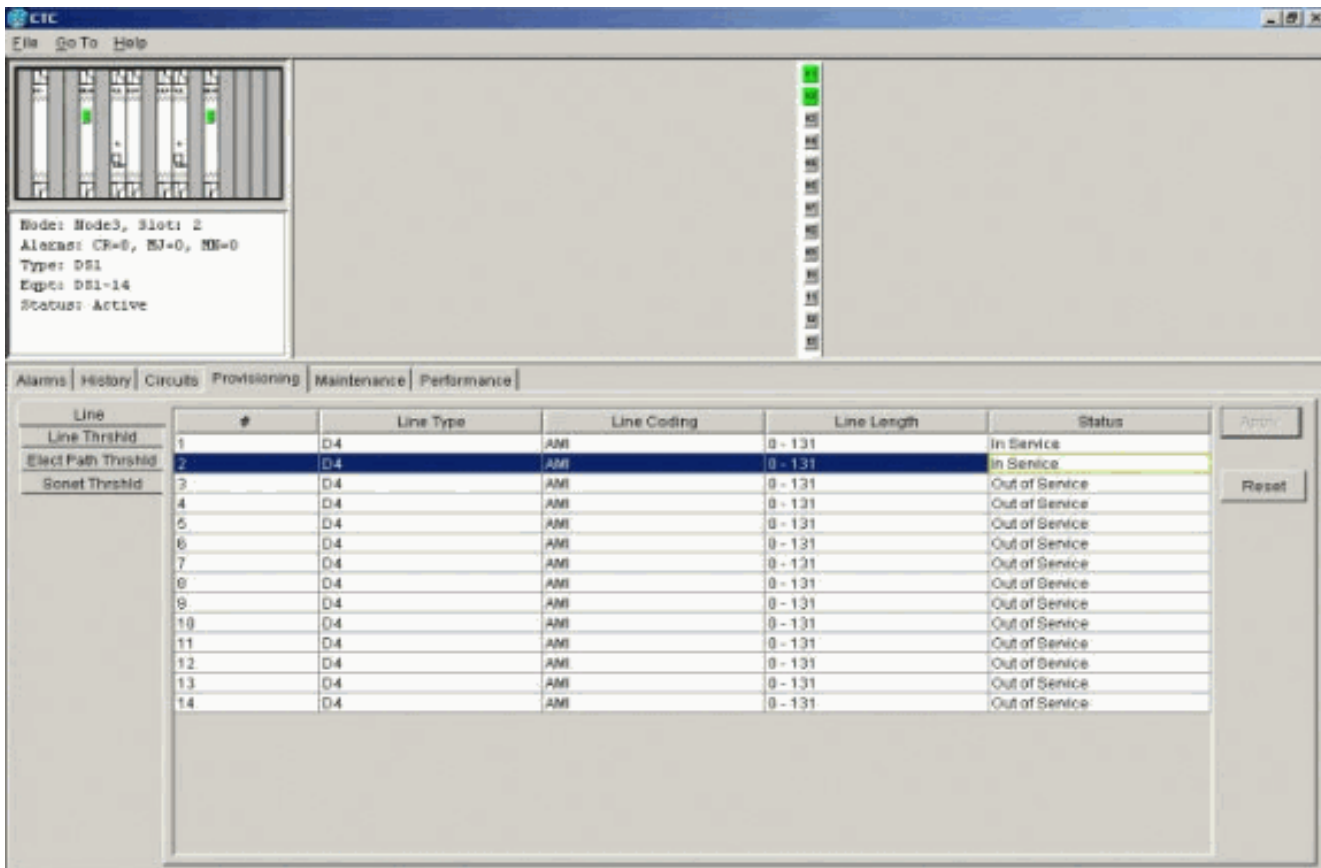 CTC
File Go To Help
Node: Node3, Slot: 2
Alarms: CR=0, MJ=0, MN=0
Type: DS1
Eqpt: DS1-14
Status: Active
Alarms History Circuits Provisioning Maintenance Performance
Line
Line Thrshld
Elect Path Thrshld
Sonet Thrshld
# Line Type Line Coding Line Length Status
1 D4 AMI 0 - 131 In Service
2 D4 AMI 0 - 131 In Service
3 D4 AMI 0 - 131 Out of Service
4 D4 AMI 0 - 131 Out of Service
5 D4 AMI 0 - 131 Out of Service
6 D4 AMI 0 - 131 Out of Service
7 D4 AMI 0 - 131 Out of Service
8 D4 AMI 0 - 131 Out of Service
9 D4 AMI 0 - 131 Out of Service
10 D4 AMI 0 - 131 Out of Service
11 D4 AMI 0 - 131 Out of Service
12 D4 AMI 0 - 131 Out of Service
13 D4 AMI 0 - 131 Out of Service
14 D4 AMI 0 - 131 Out of Service
Apply
Reset